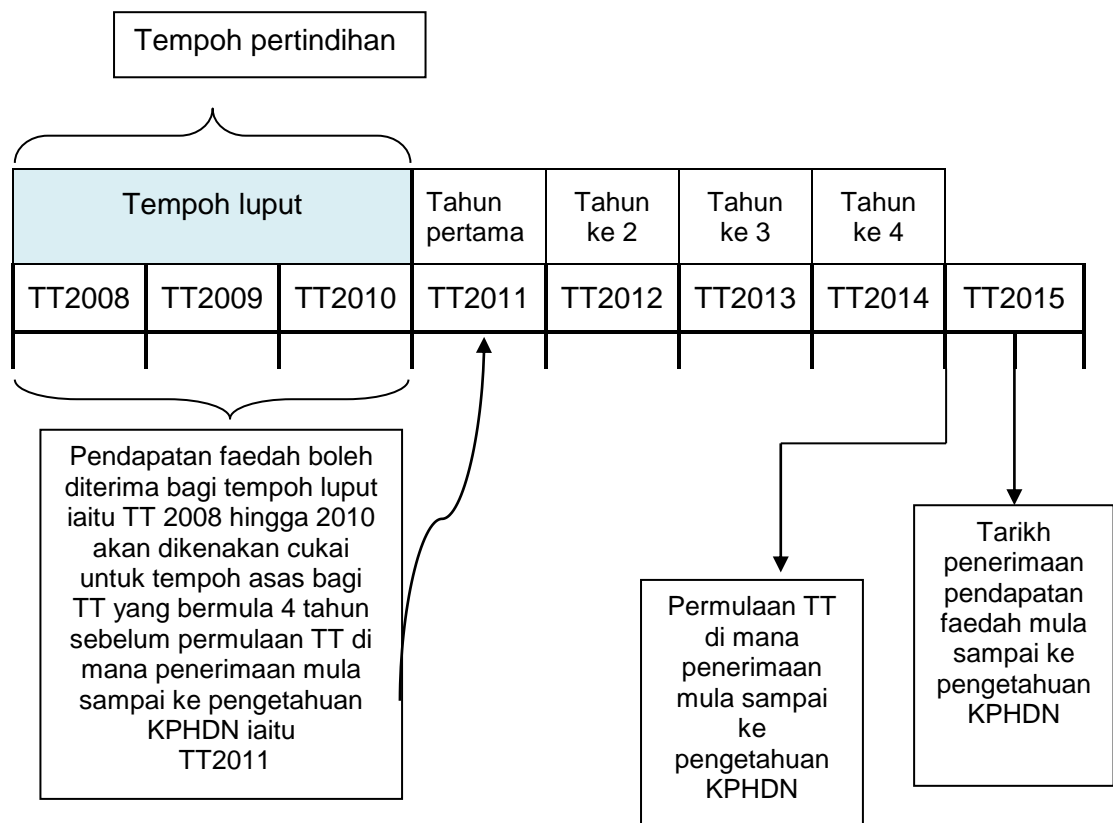 Tempoh pertindihan
Tempoh luput
Tahun
pertama
Tahun
ke 2
Tahun
ke 3
Tahun
ke 4
TT2008
TT2009
TT2010
TT2011
TT2012
TT2013
TT2014
TT2015
Pendapatan faedah boleh
diterima bagi tempoh luput
iaitu TT 2008 hingga 2010
akan dikenakan cukai
untuk tempoh asas bagi
TT yang bermula 4 tahun
sebelum permulaan TT di
mana penerimaan mula
sampai ke pengetahuan
KPHDN iaitu
TT2011
Permulaan TT
di mana
penerimaan
mula sampai
ke
pengetahuan
KPHDN
Tarikh
penerimaan
pendapatan
faedah mula
sampai ke
pengetahuan
KPHDN